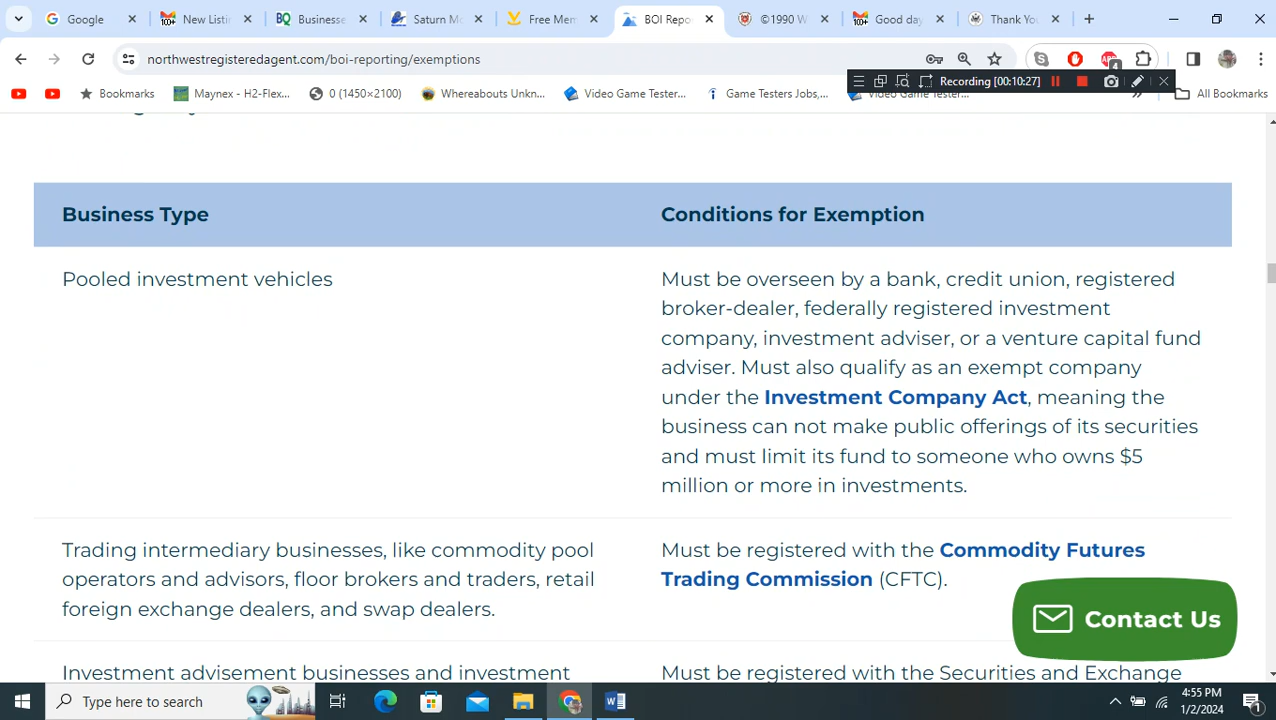 Google
New Listin
Businesse
Saturn Mo
Free Mem
BOI Repo
©1990 W
Good day
Thank You
northwestregisteredagent.com/boi-reporting/exemptions
4
Recording [00:10:27]
Bookmarks
Maynex - H2-Flex...
0 (1450×2100)
Whereabouts Unkn...
Video Game Tester...
Game Testers Jobs,...
Video Game Tester...
»
All Bookmarks
Business Type
Conditions for Exemption
Pooled investment vehicles
Must be overseen by a bank, credit union, registered
broker-dealer, federally registered investment
company, investment adviser, or a venture capital fund
adviser. Must also qualify as an exempt company
under the Investment Company Act, meaning the
business can not make public offerings of its securities
and must limit its fund to someone who owns $5
million or more in investments.
Trading intermediary businesses, like commodity pool
operators and advisors, floor brokers and traders, retail
foreign exchange dealers, and swap dealers.
Must be registered with the Commodity Futures
Trading Commission (CFTC).
Contact Us
Investment advisement businesses and investment
Must be registered with the Securities and Exchange
Type here to search
4:55 PM
1/2/2024
1